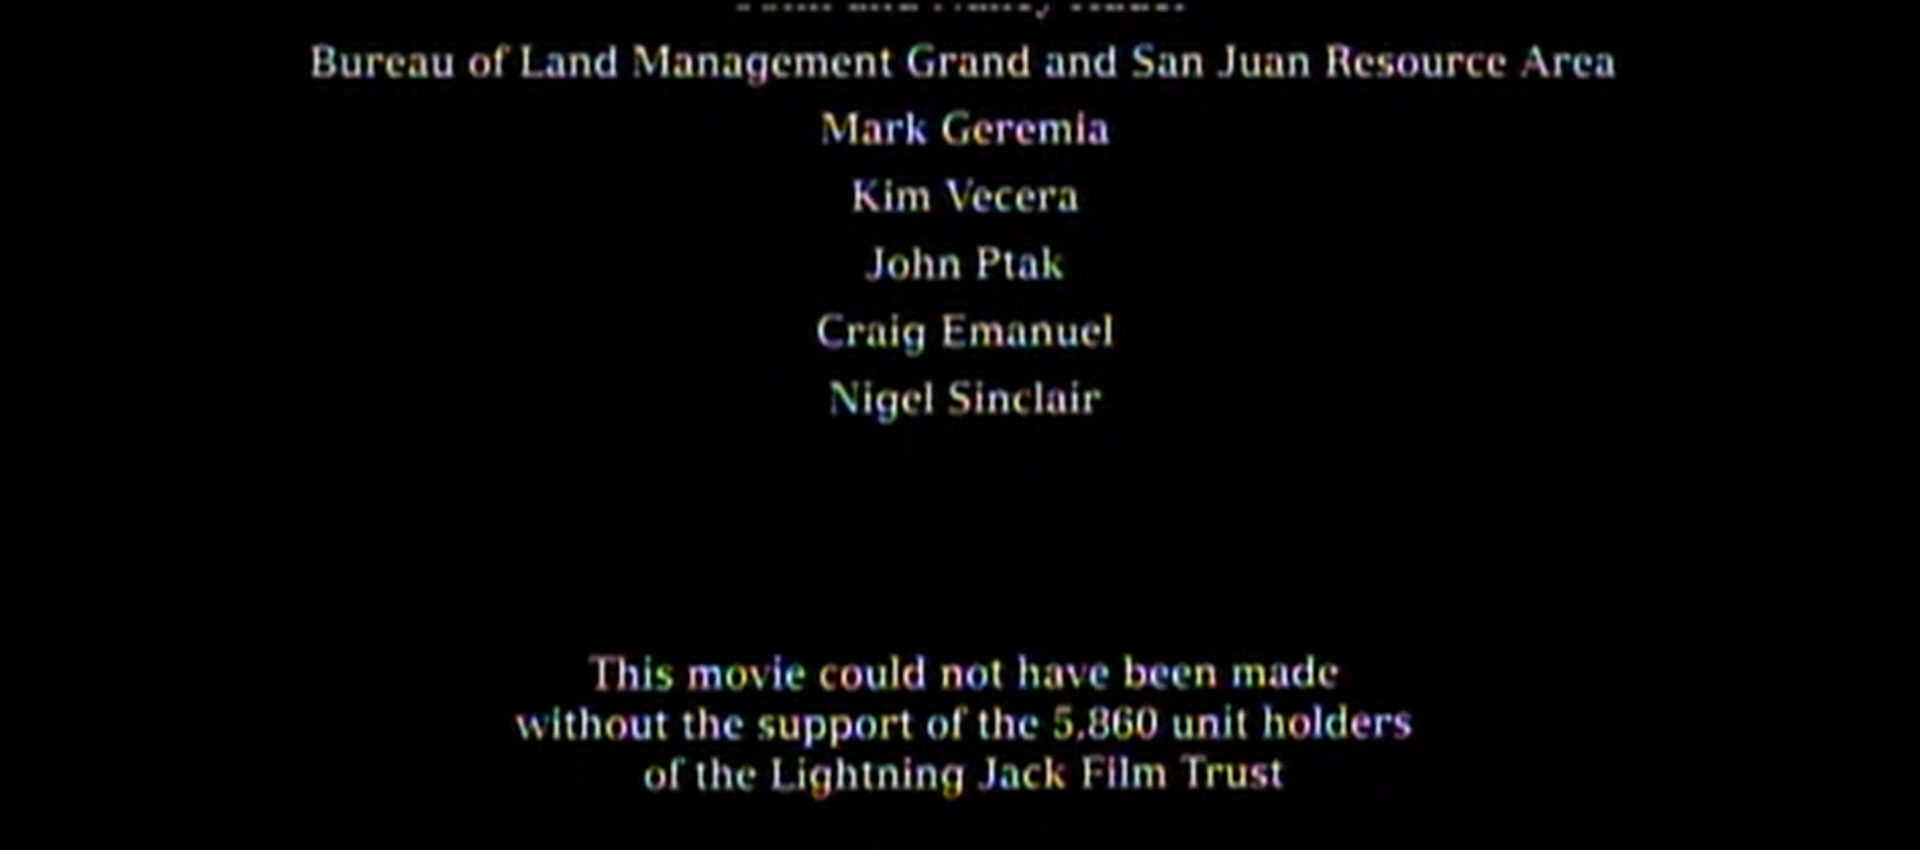 Bureau of Land Management Grand and San Juan Resource Area
Mark Geremia
Kim Vecera
John Ptak
Craig Emanuel
Nigel Sinclair
This movie could not have been made
without the support of the 5,860 unit holders
of the Lightning Jack Film Trust